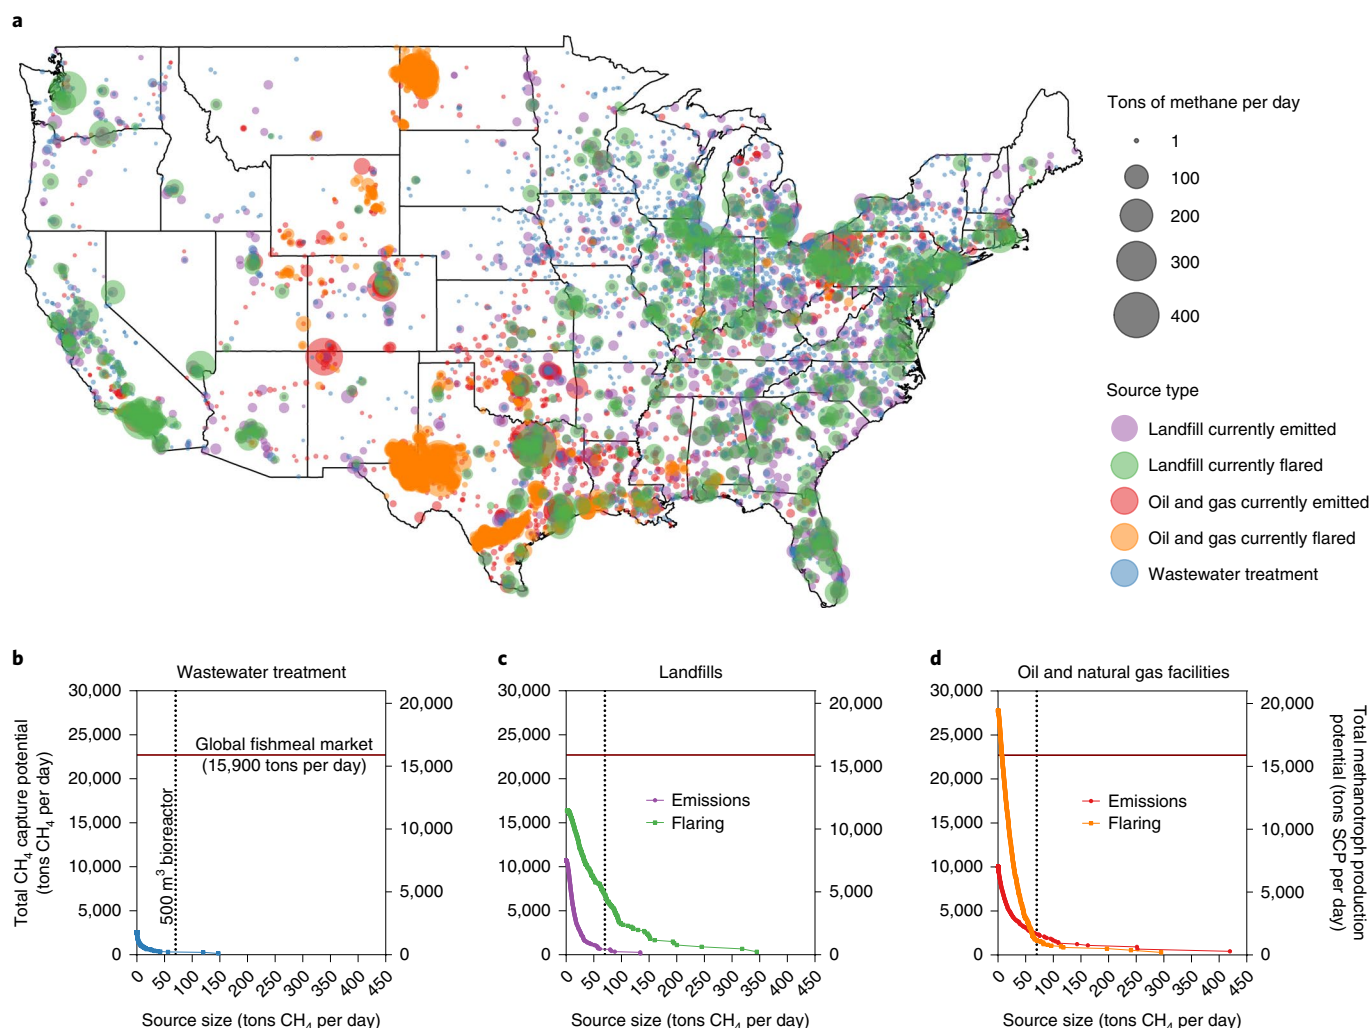 a
Tons of methane per day
1
100
200
300
400
Source type
Landfill currently emitted
Landfill currently flared
Oil and gas currently emitted
Oil and gas currently flared
Wastewater treatment
b
Wastewater treatment
Total CH4 capture potential
(tons CH4 per day)
30,000
25,000
20,000
15,000
10,000
5,000
0
Global fishmeal market
(15,900 tons per day)
500 m³ bioreactor
20,000
15,000
10,000
5,000
0
0 50 100 150 200 250 300 350 400 450
Source size (tons CH4 per day)
c
Landfills
30,000
25,000
20,000
15,000
10,000
5,000
0
Emissions
Flaring
20,000
15,000
10,000
5,000
0
0 50 100 150 200 250 300 350 400 450
Source size (tons CH4 per day)
d
Oil and natural gas facilities
30,000
25,000
20,000
15,000
10,000
5,000
0
Emissions
Flaring
20,000
15,000
10,000
5,000
0
Total methanotroph production
potential (tons SCP per day)
0 50 100 150 200 250 300 350 400 450
Source size (tons CH4 per day)